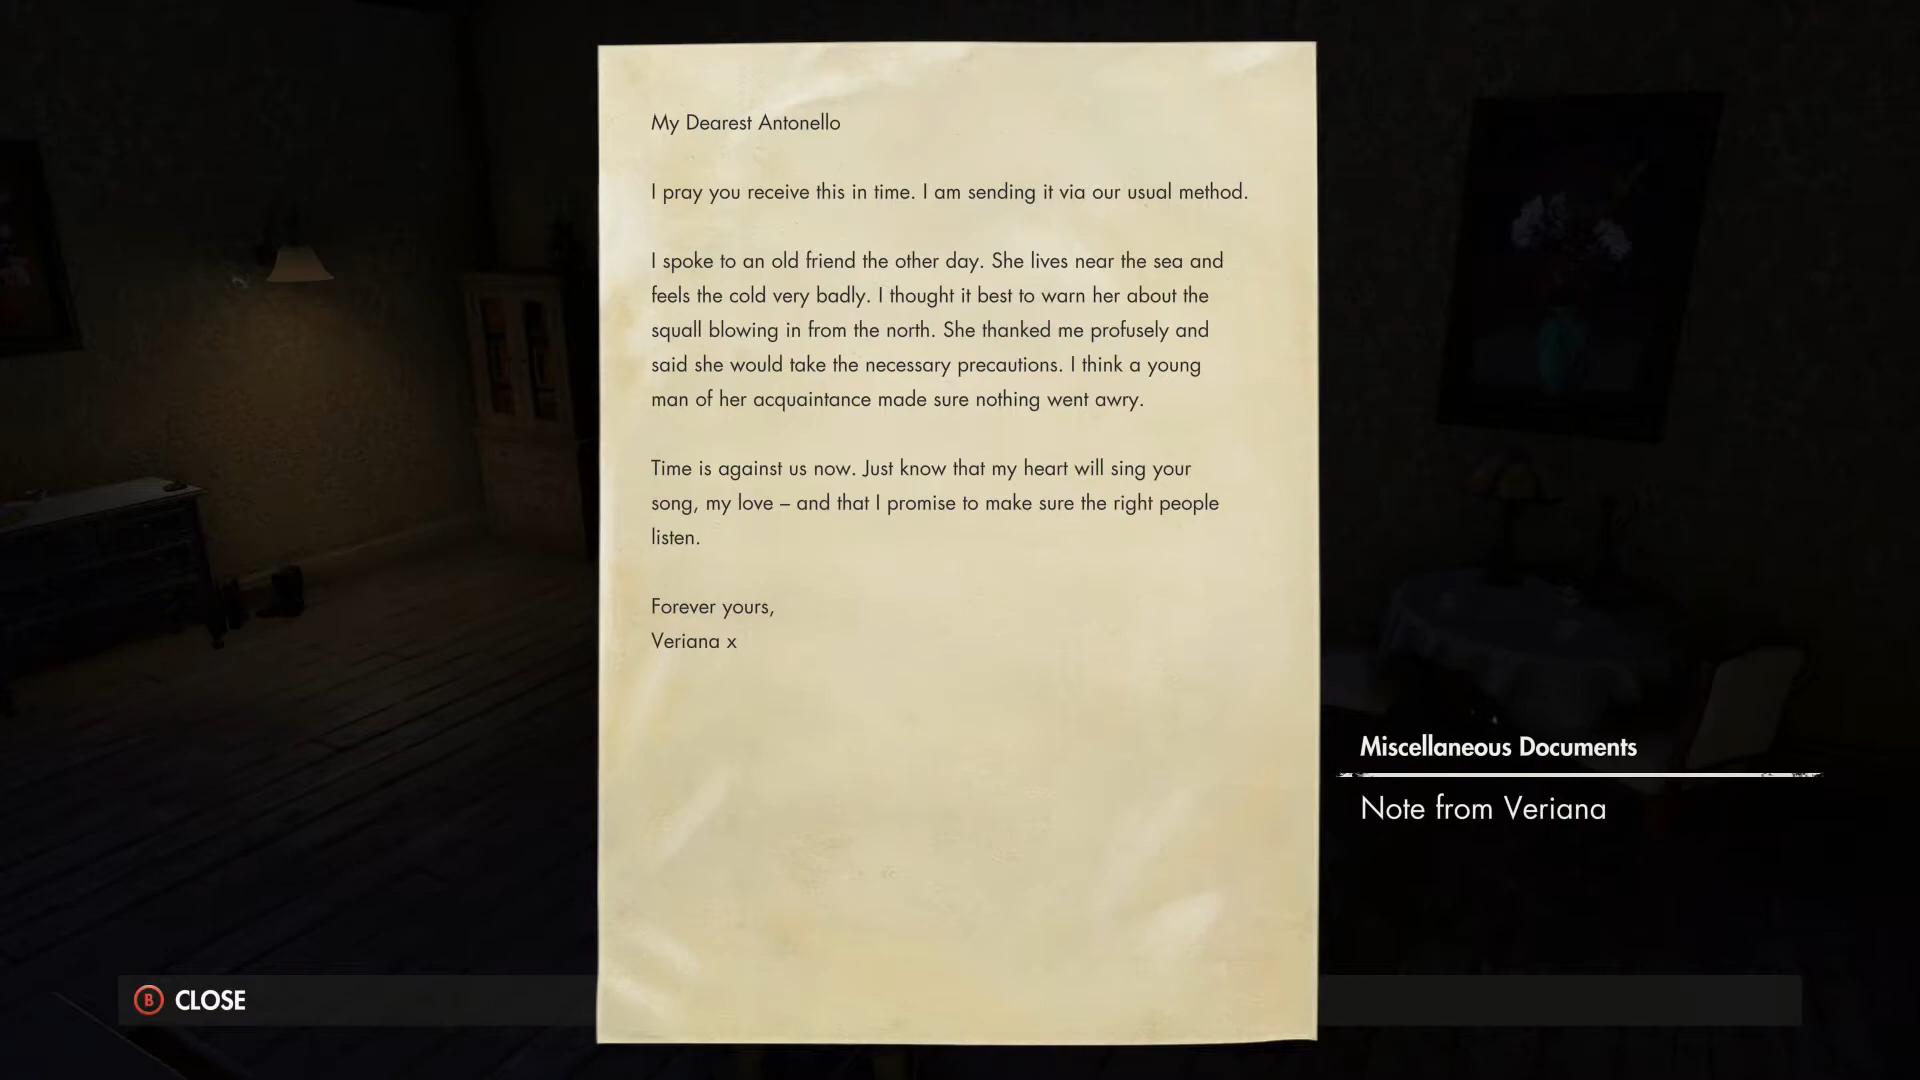 My Dearest Antonello
I pray you receive this in time. I am sending it via our usual method.
I spoke to an old friend the other day. She lives near the sea and
feels the cold very badly. I thought it best to warn her about the
squall blowing in from the north. She thanked me profusely and
said she would take the necessary precautions. I think a young
man of her acquaintance made sure nothing went awry.
Time is against us now. Just know that my heart will sing your
song, my love – and that I promise to make sure the right people
listen.
Forever yours,
Veriana x
Miscellaneous Documents
Note from Veriana
B CLOSE